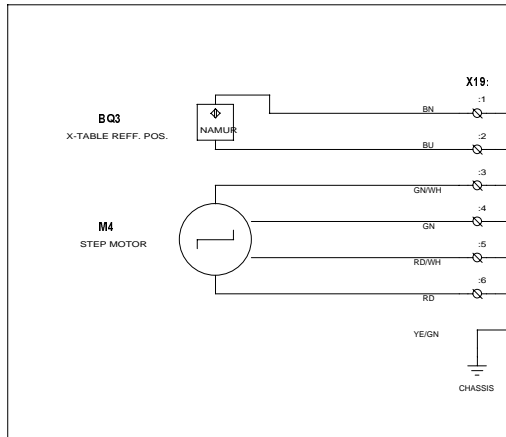 X19:
:1
BN
BQ3
NAMUR
X-TABLE REFF. POS.
:2
BU
:3
GN/WH
:4
GN
M4
STEP MOTOR
:5
RD/WH
:6
RD
YE/GN
CHASSIS